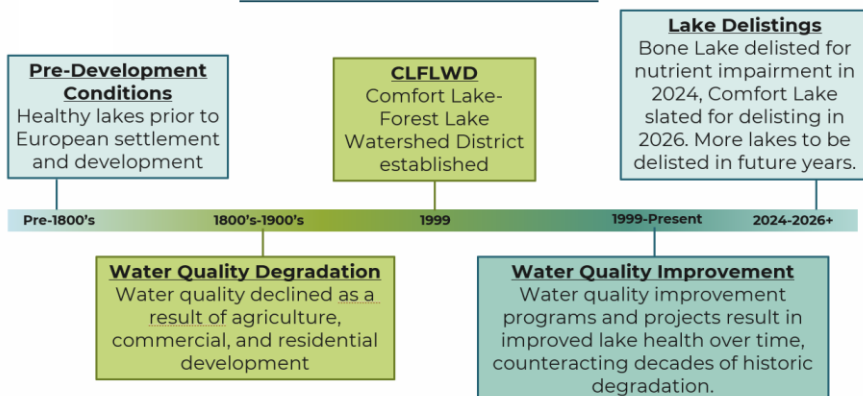 Pre-Development
Conditions
Healthy lakes prior to
European settlement
and development
CLFLWD
Comfort Lake-
Forest Lake
Watershed District
established
Lake Delistings
Bone Lake delisted for
nutrient impairment in
2024, Comfort Lake
slated for delisting in
2026. More lakes to be
delisted in future years.
Pre-1800's
1800's-1900's
1999
1999-Present
2024-2026+
Water Quality Degradation
Water quality declined as a
result of agriculture,
commercial, and residential
development
Water Quality Improvement
Water quality improvement
programs and projects result in
improved lake health over time,
counteracting decades of historic
degradation.